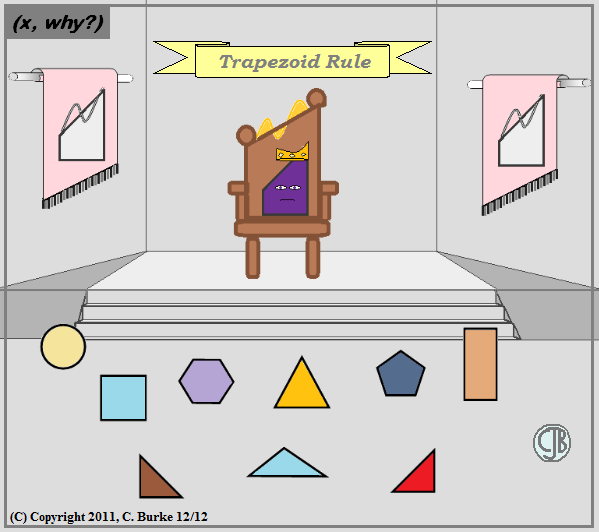 (x, why?)
Trapezoid Rule
CJB
(C) Copyright 2011, C. Burke 12/12